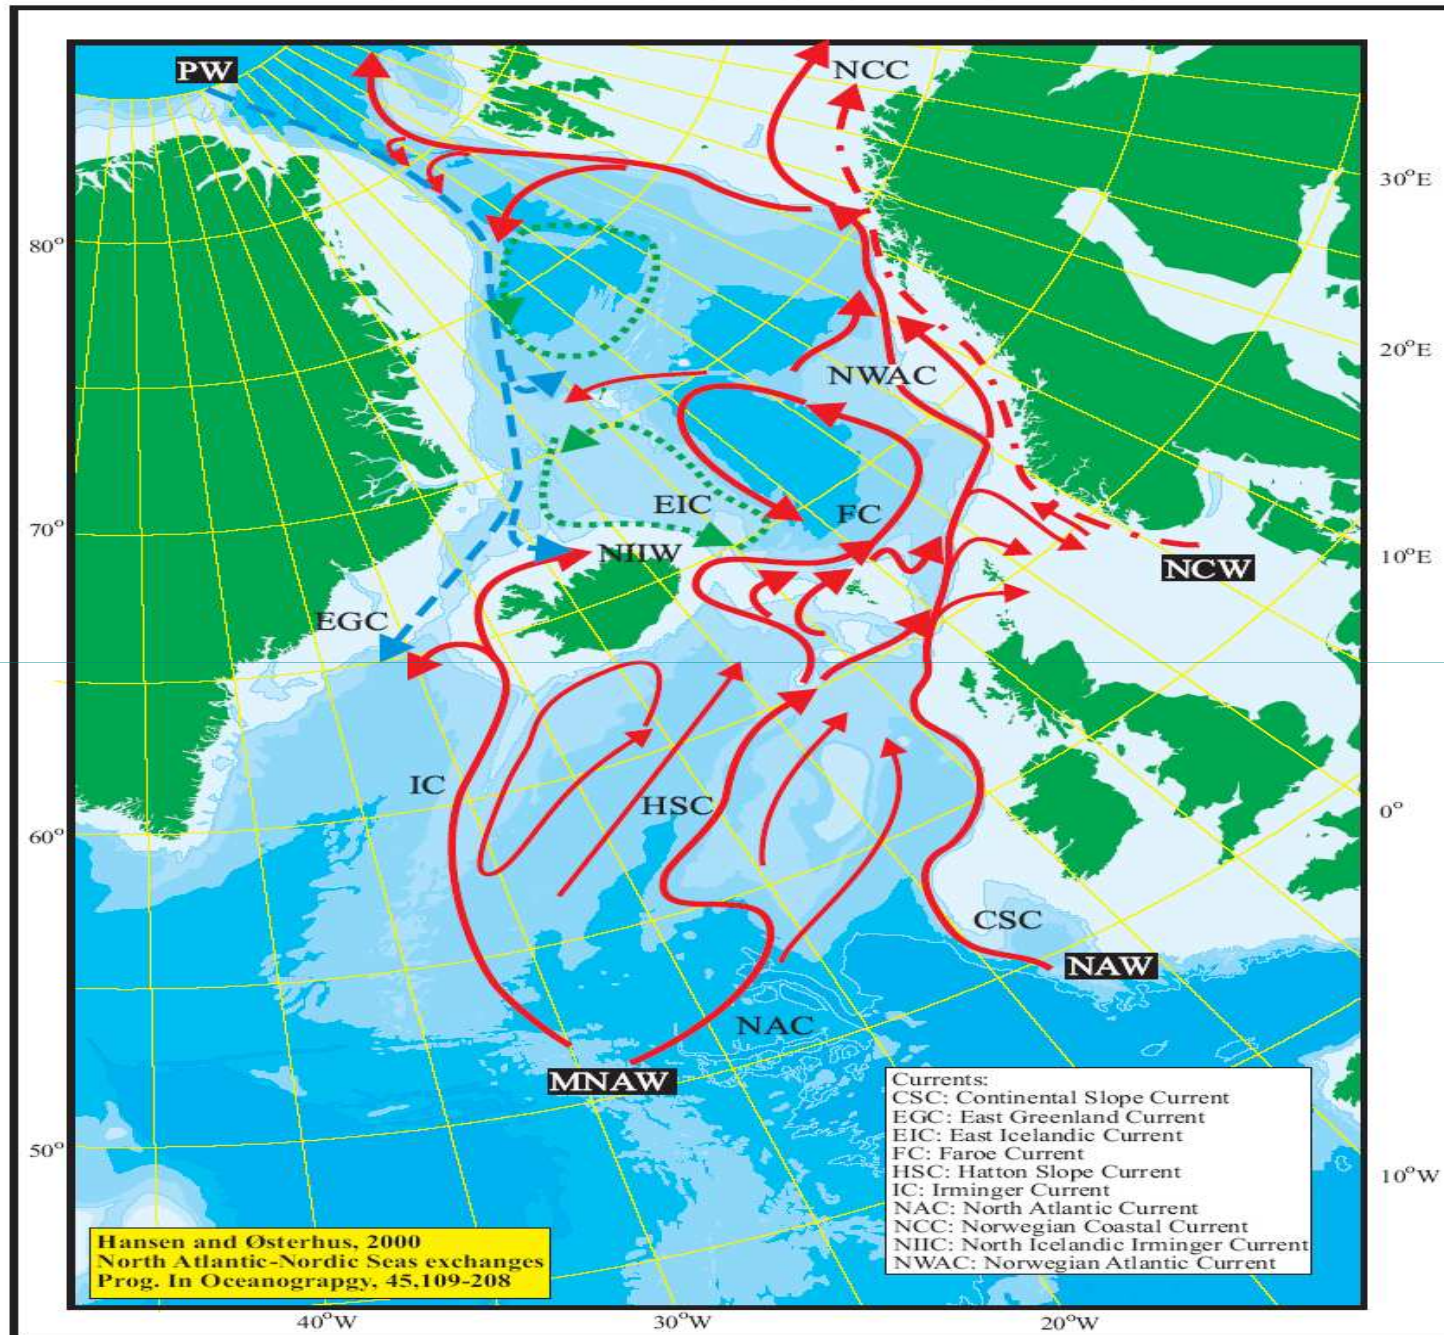 PW
NCC
30°E
80°
20°E
NWAC
EIC
FC
70°
NIIW
10°E
NCW
EGC
IC
HSC
0°
60°
CSC
NAW
NAC
MNAW
Currents:
CSC: Continental Slope Current
EGC: East Greenland Current
EIC: East Icelandic Current
FC: Faroe Current
HSC: Hatton Slope Current
IC: Irminger Current
NAC: North Atlantic Current
NCC: Norwegian Coastal Current
NIIC: North Icelandic Irminger Current
NWAC: Norwegian Atlantic Current
50°
10°W
Hansen and Østerhus, 2000
North Atlantic-Nordic Seas exchanges
Prog. In Oceanograpgy, 45,109-208
40°W
30°W
20°W